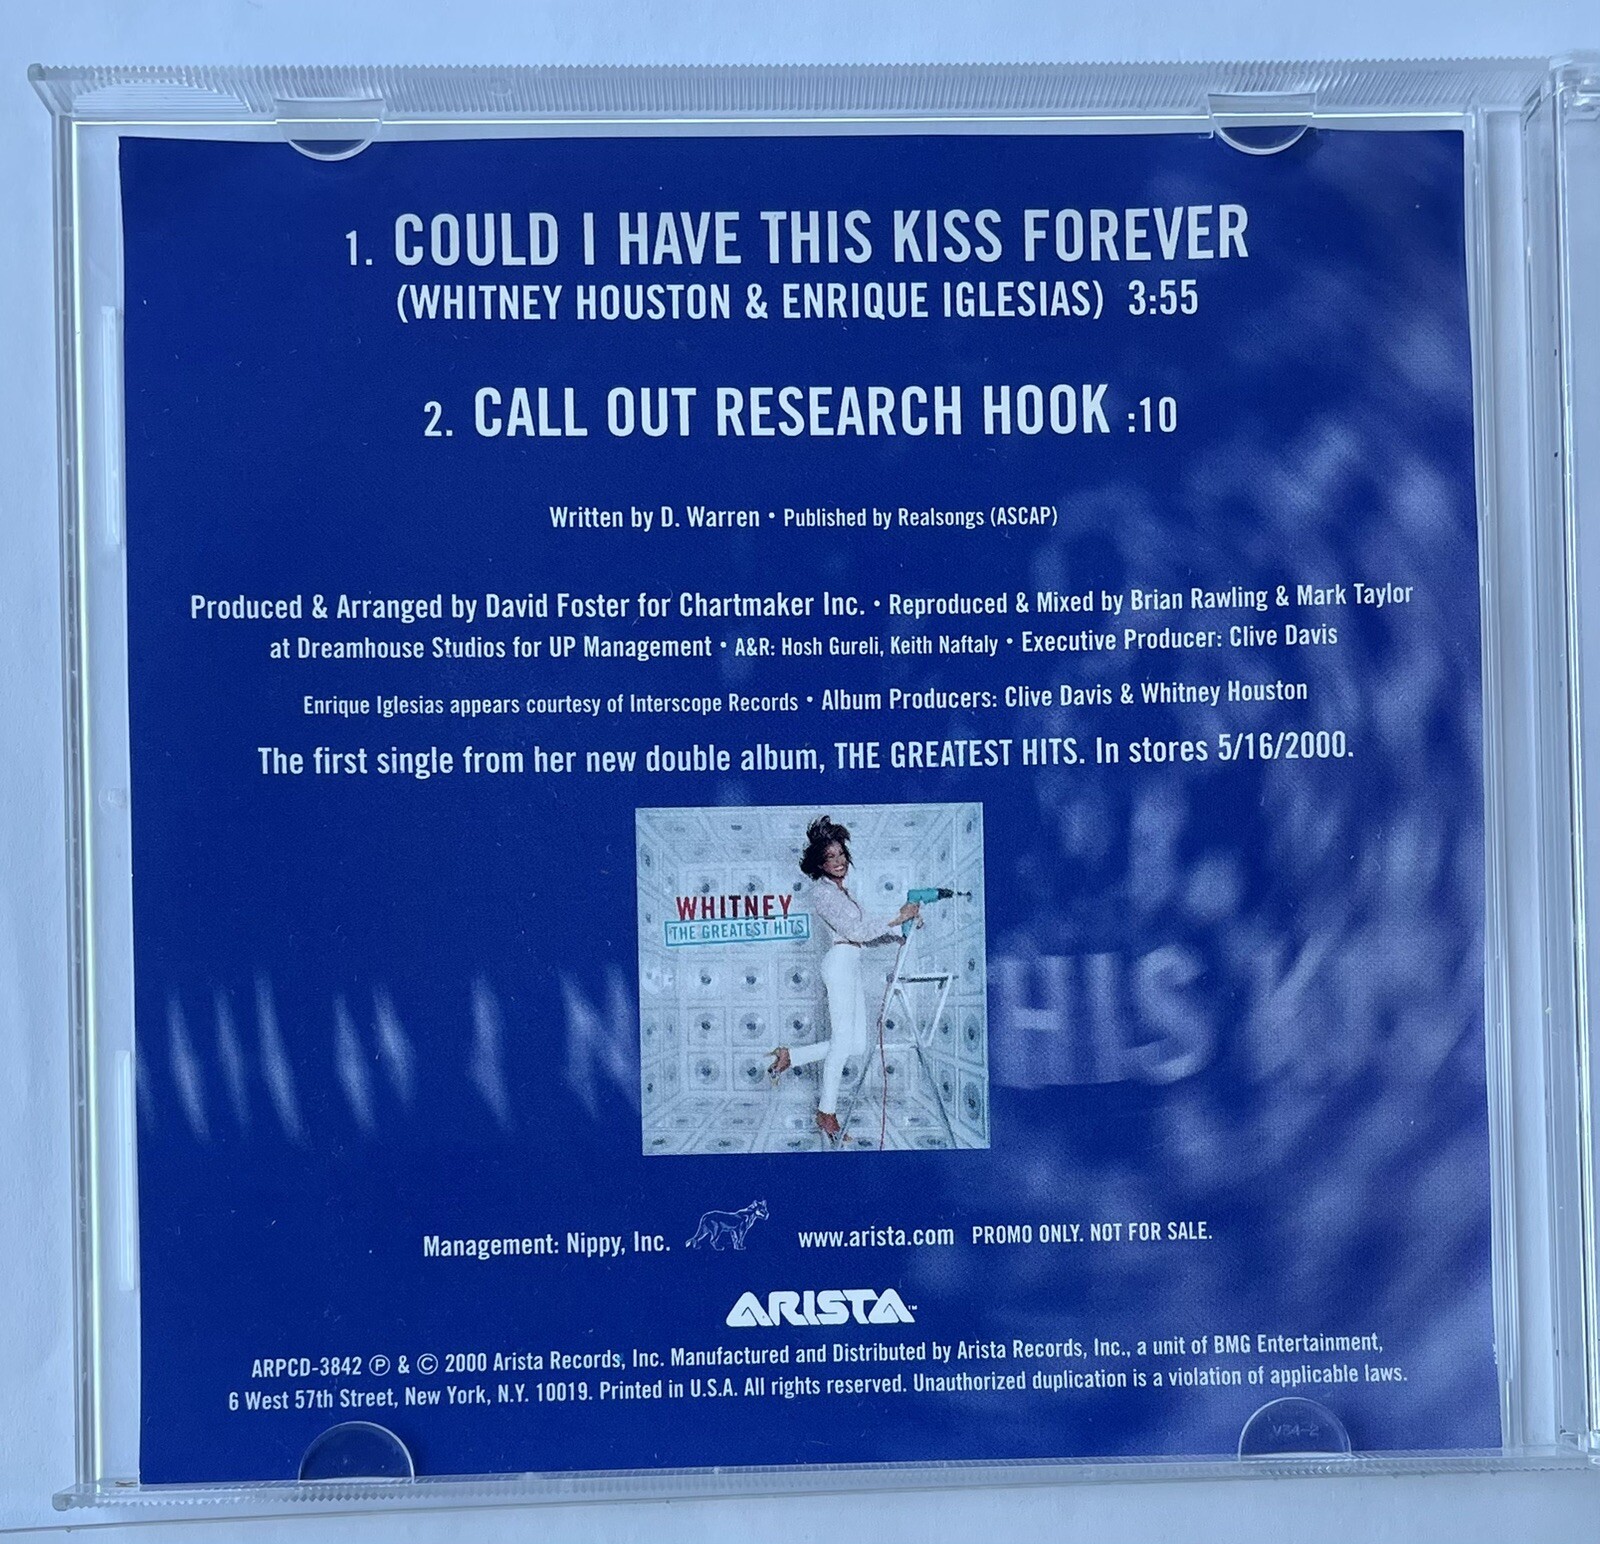 1. COULD I HAVE THIS KISS FOREVER
(WHITNEY HOUSTON & ENRIQUE IGLESIAS) 3:55
2. CALL OUT RESEARCH HOOK :10
Written by D. Warren • Published by Realsongs (ASCAP)
Produced & Arranged by David Foster for Chartmaker Inc. • Reproduced & Mixed by Brian Rawling & Mark Taylor
at Dreamhouse Studios for UP Management • A&R: Hosh Gureli, Keith Naftaly • Executive Producer: Clive Davis
Enrique Iglesias appears courtesy of Interscope Records • Album Producers: Clive Davis & Whitney Houston
The first single from her new double album, THE GREATEST HITS. In stores 5/16/2000.
WHITNEY
THE GREATEST HITS
HIS
Management: Nippy, Inc. www.arista.com PROMO ONLY. NOT FOR SALE.
ARISTA™
ARPCD-3842 Ⓟ & © 2000 Arista Records, Inc. Manufactured and Distributed by Arista Records, Inc., a unit of BMG Entertainment,
6 West 57th Street, New York, N.Y. 10019. Printed in U.S.A. All rights reserved. Unauthorized duplication is a violation of applicable laws.
V34-2